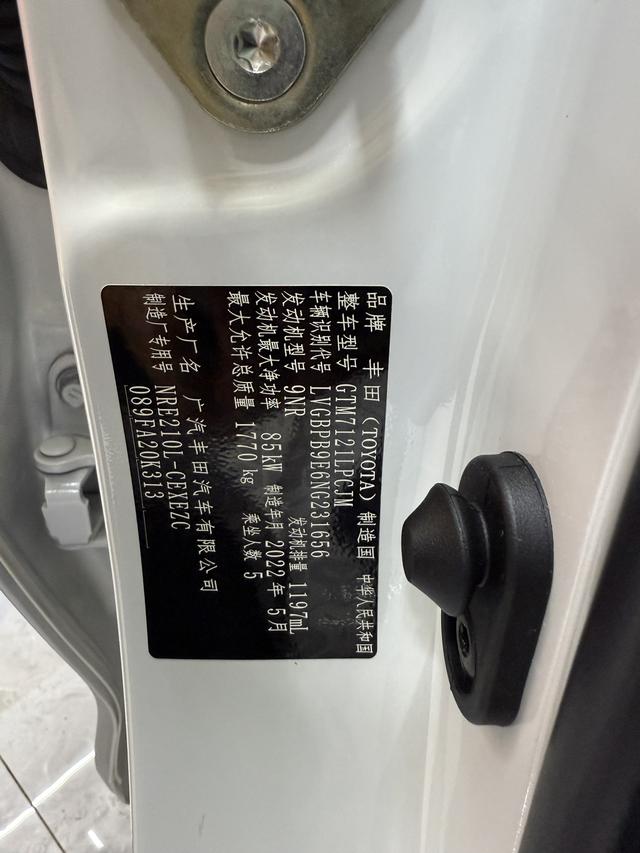 品牌 丰田（TOYOTA） 制造国 中华人民共和国
整车型号 GTM71211LPCJM
车辆识别代号 LVGBPB9E6NG231656
发动机型号 9NR 发动机排量 1197mL
发动机最大净功率 85kW 制造年月 2022年5月
最大允许总质量 1770kg 乘坐人数 5
生产厂名 广汽丰田汽车有限公司
制造厂专用号 NRE210L-CEXEZC
089FA20K313